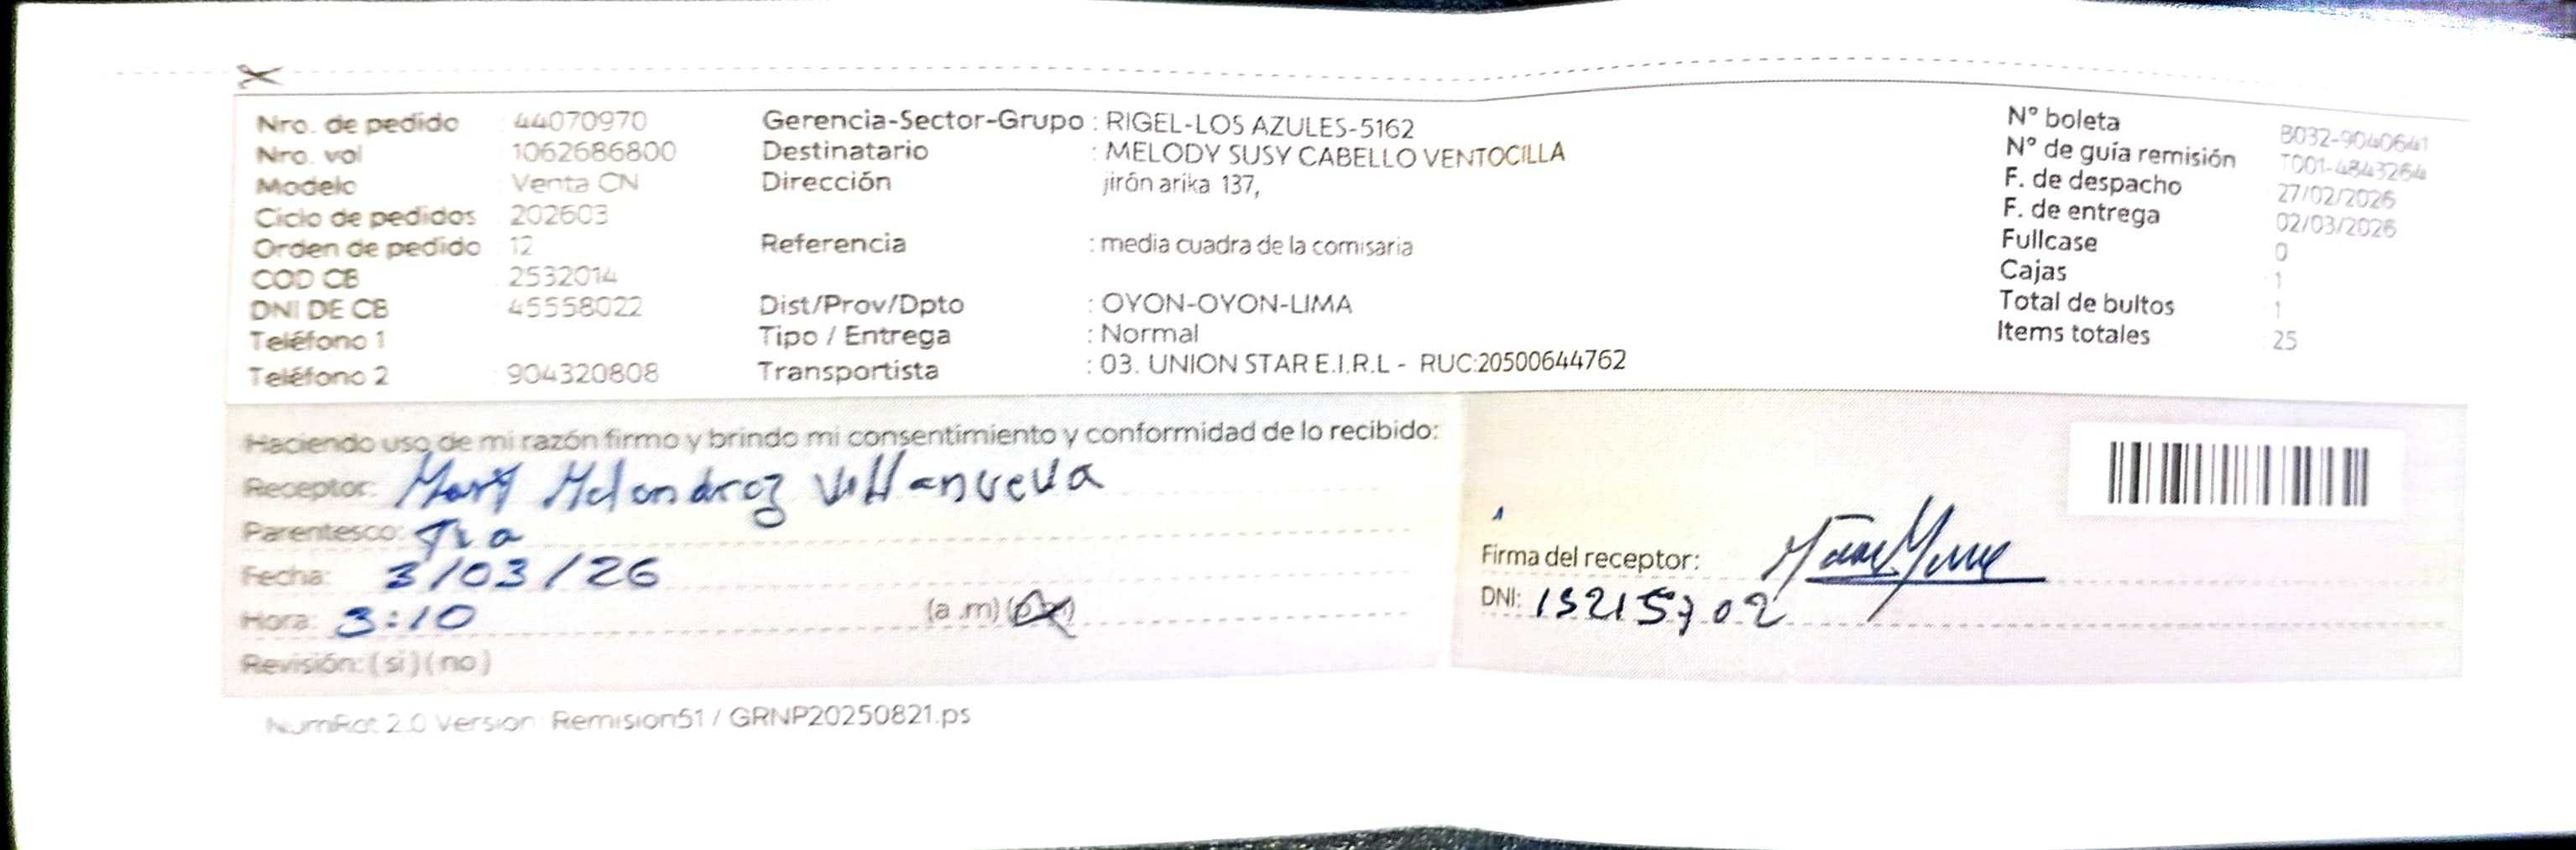 Nro. de pedido 44070970
Nro. vol 1062686800
Modelo Venta CN
Ciclo de pedidos 202603
Orden de pedido 12
COD CB 2532014
DNI DE CB 45558022
Teléfono 1
Teléfono 2 904320808
Gerencia-Sector-Grupo : RIGEL-LOS AZULES-5162
Destinatario : MELODY SUSY CABELLO VENTOCILLA
Dirección jirón arika 137,
Referencia : media cuadra de la comisaria
Dist/Prov/Dpto : OYON-OYON-LIMA
Tipo / Entrega : Normal
Transportista : 03. UNION STAR E.I.R.L - RUC:20500644762
N° boleta B032-9040641
N° de guía remisión T001-4843264
F. de despacho 27/02/2026
F. de entrega 02/03/2026
Fullcase 0
Cajas 1
Total de bultos 1
Items totales 25
Haciendo uso de mi razón firmo y brindo mi consentimiento y conformidad de lo recibido:
Receptor: Villanueva
Parentesco: Tia
Fecha: 3/03/26
Hora: 3:10 (a.m) (p.m)
Revisión: (si) (no)
Firma del receptor:
DNI: 15215702
NumRot 2.0 Version Remision51 / GRNP20250821.ps